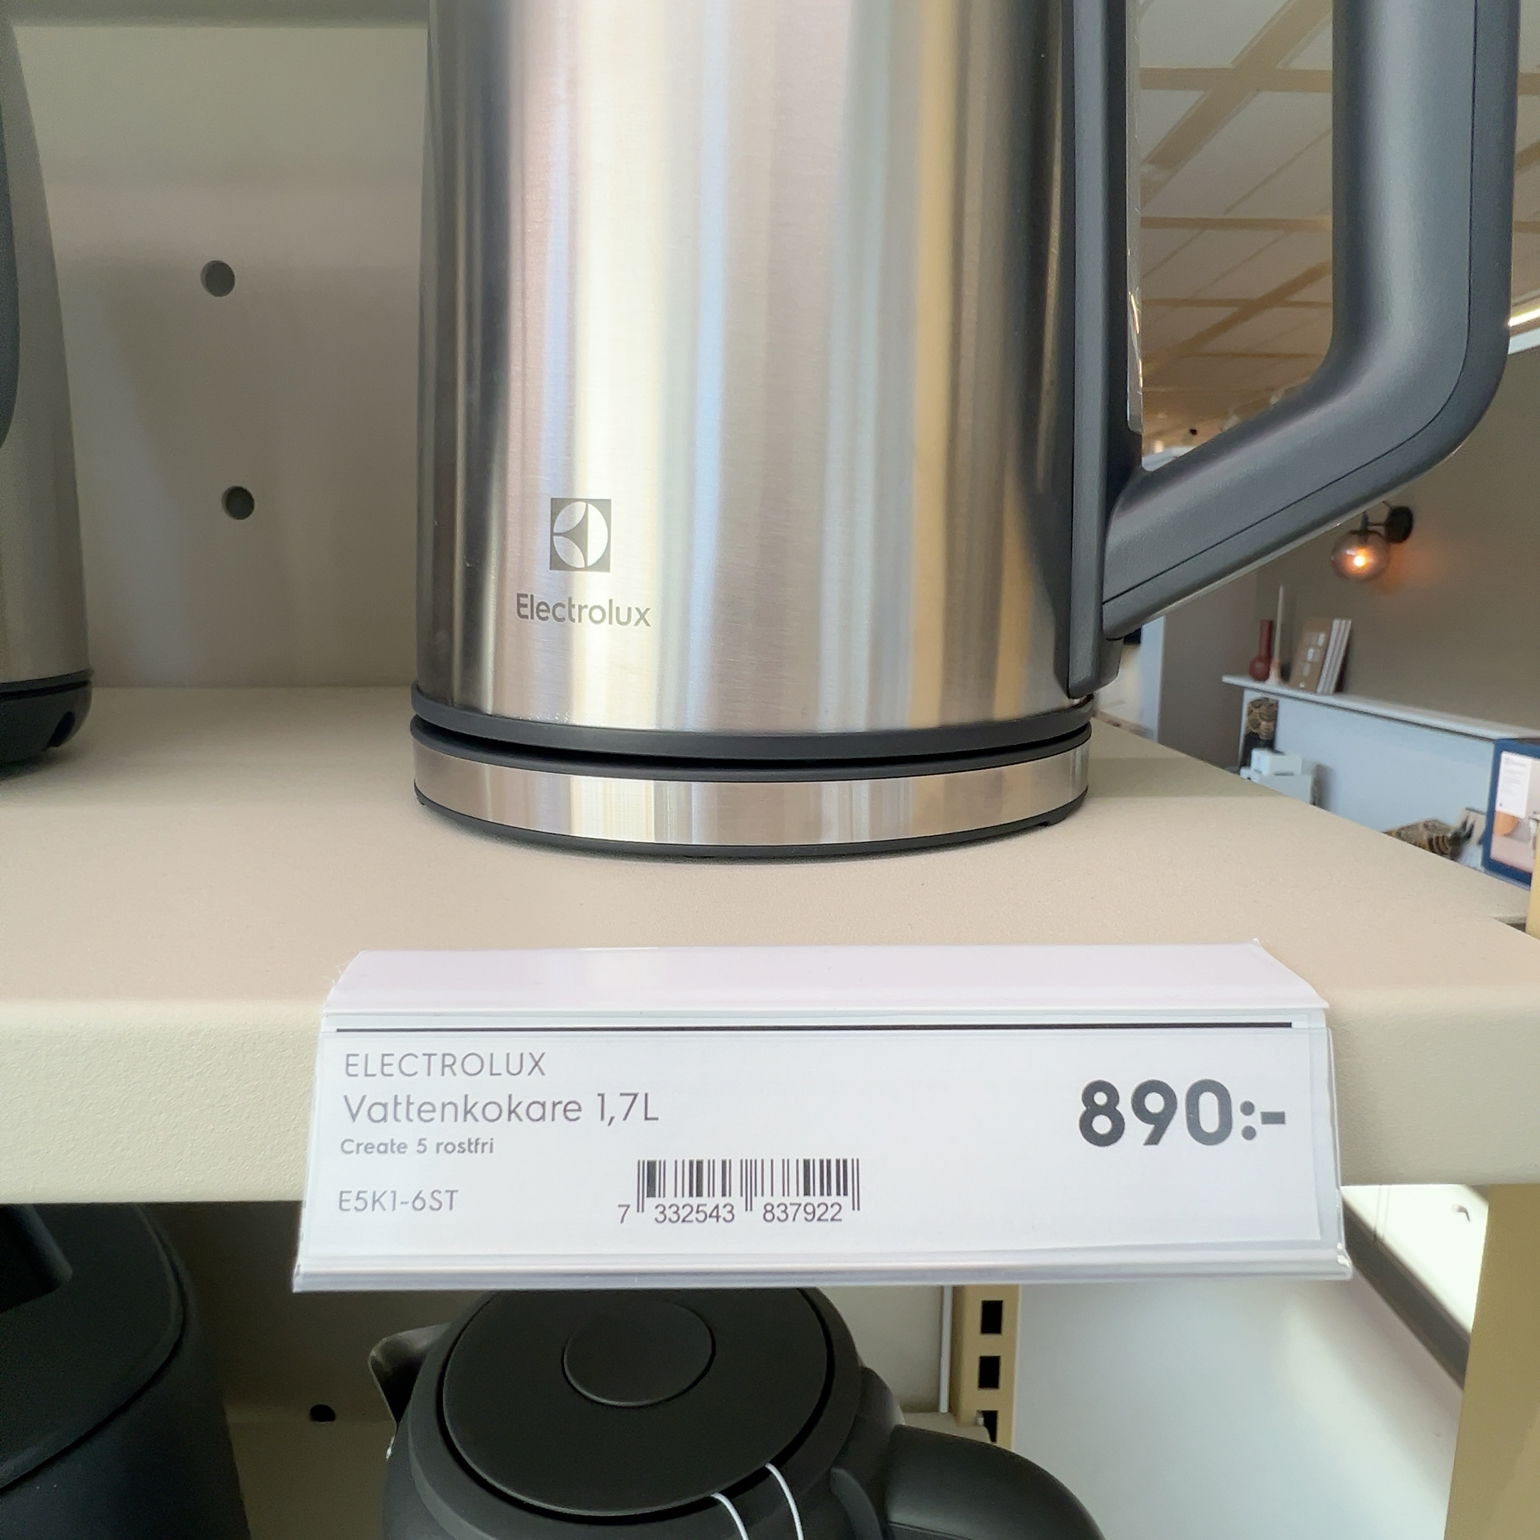 Electrolux
ELECTROLUX
Vattenkokare 1,7L
890:-
Create 5 rostfri
E5K1-6ST
7 332543 837922